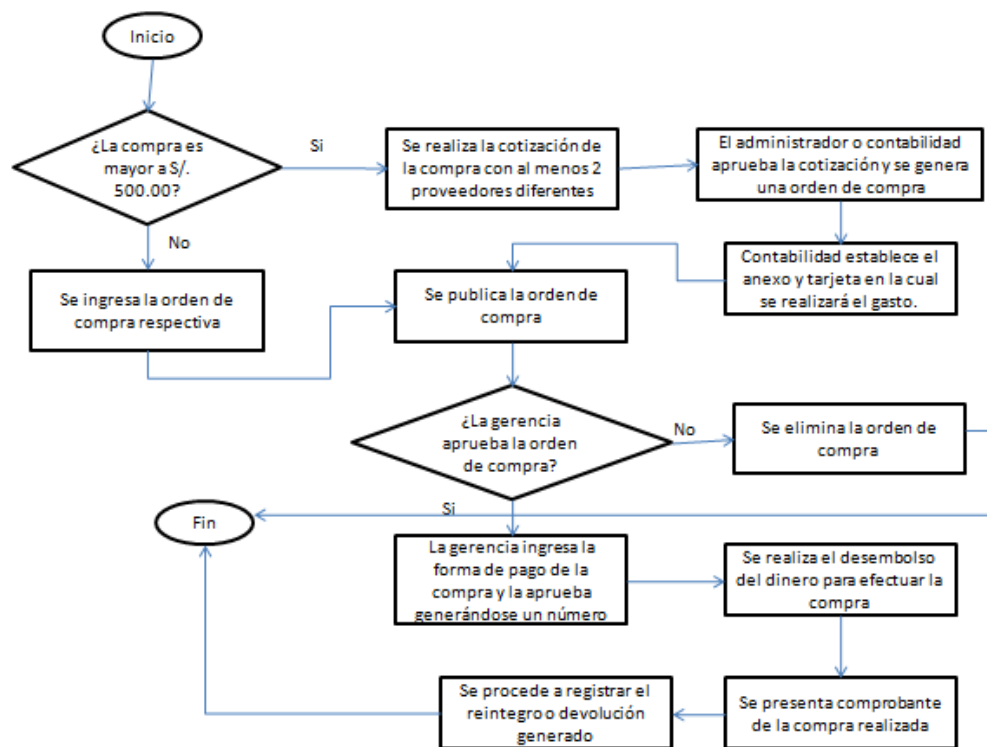 Inicio
¿La compra es
mayor a S/.
500.00?
Si
Se realiza la cotización de
la compra con al menos 2
proveedores diferentes
El administrador o contabilidad
aprueba la cotización y se genera
una orden de compra
No
Se ingresa la orden de
compra respectiva
Se publica la orden de
compra
Contabilidad establece el
anexo y tarjeta en la cual
se realizará el gasto.
¿La gerencia
aprueba la orden
de compra?
No
Se elimina la orden de
compra
Si
Fin
La gerencia ingresa la
forma de pago de la
compra y la aprueba
generándose un número
Se realiza el desembolso
del dinero para efectuar la
compra
Se procede a registrar el
reintegro o devolución
generado
Se presenta comprobante
de la compra realizada